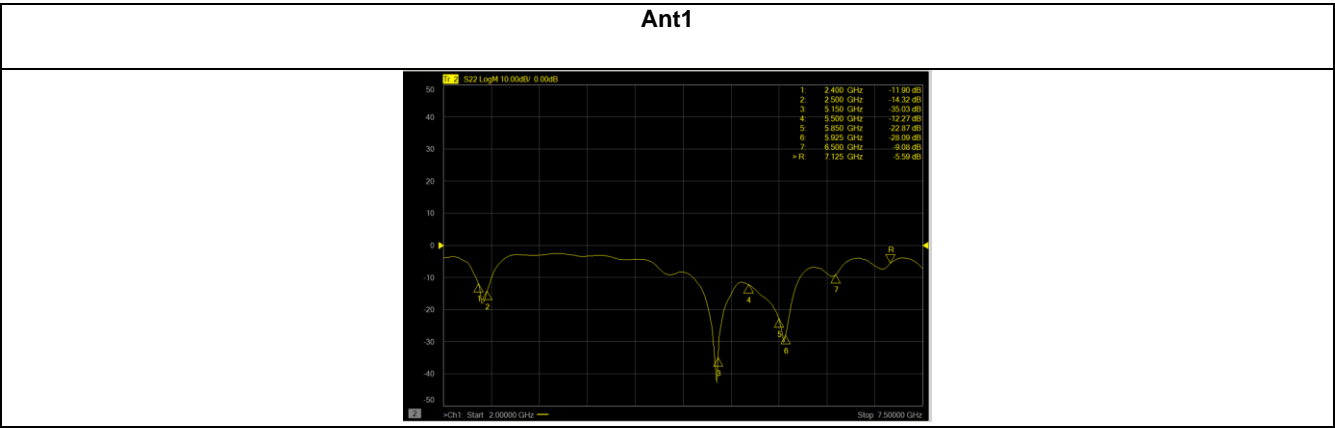 Ant1
Tr 2 S22 LogM 10.00dB/ 0.00dB
1: 2.400 GHz -11.90 dB
2: 2.500 GHz -14.32 dB
3: 5.150 GHz -35.03 dB
4: 5.500 GHz -12.27 dB
5: 5.850 GHz -22.87 dB
6: 5.925 GHz -28.09 dB
7: 6.500 GHz -9.08 dB
> R: 7.125 GHz -5.59 dB
50
40
30
20
10
0
R
-10
1
2
4
7
-20
5
-30
6
-40
3
-50
2 >Ch1: Start 2.00000 GHz Stop 7.50000 GHz